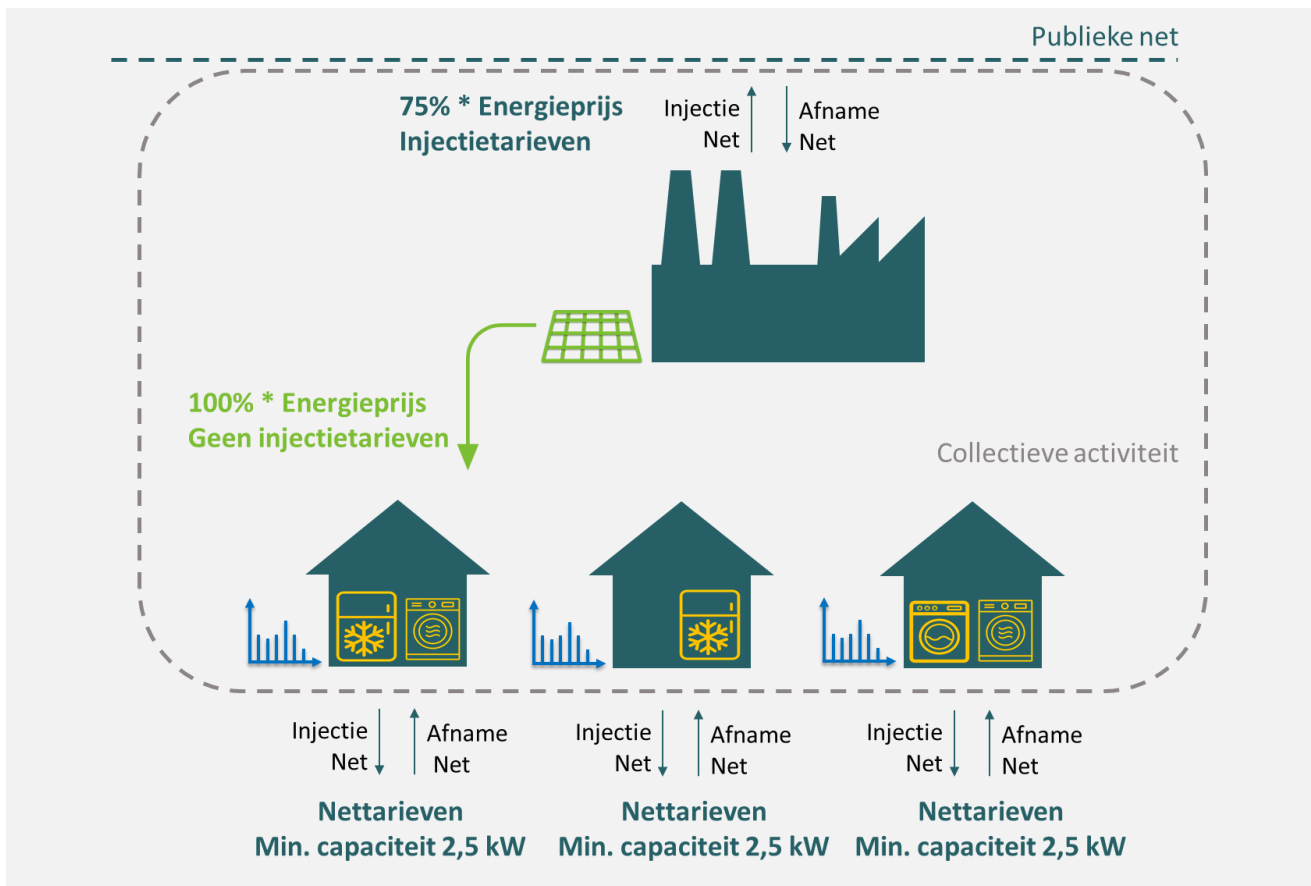 Publieke net
75% * Energieprijs
Injectietarieven
Injectie
Net
Afname
Net
100% * Energieprijs
Geen injectietarieven
Collectieve activiteit
Injectie
Net
Afname
Net
Injectie
Net
Afname
Net
Injectie
Net
Afname
Net
Nettarieven
Min. capaciteit 2,5 kW
Nettarieven
Min. capaciteit 2,5 kW
Nettarieven
Min. capaciteit 2,5 kW